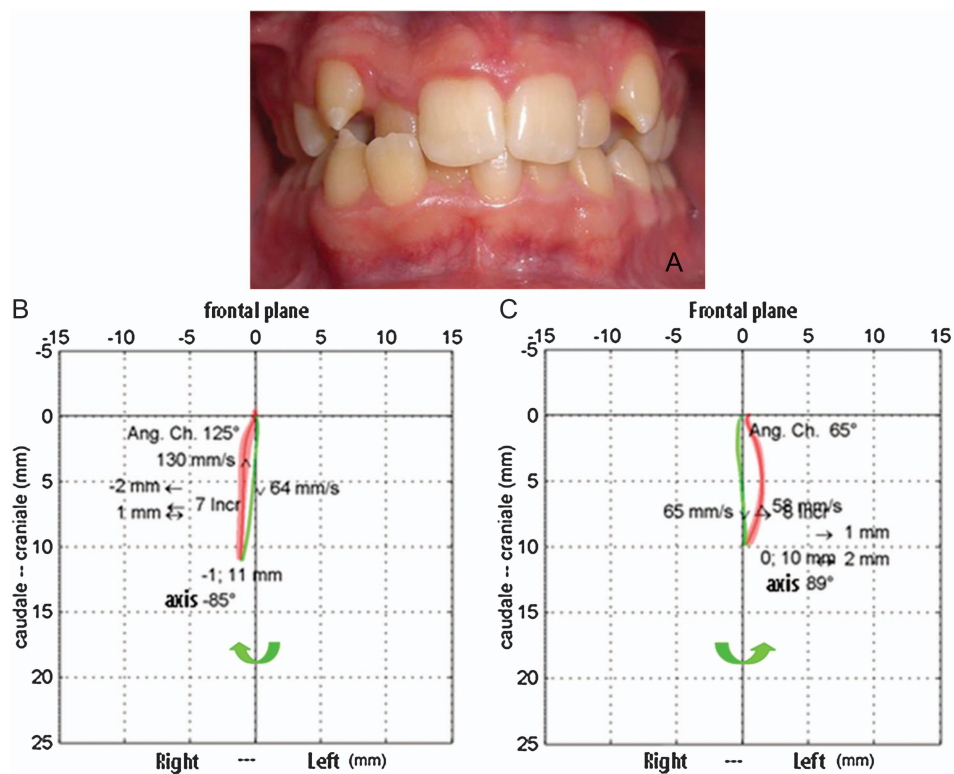 A
B
frontal plane
-15 -10 -5 0 5 10 15
-5
0
5
10
15
20
25
caudale -- craniale (mm)
Ang. Ch. 125°
130 mm/s
-2 mm ←
64 mm/s
7 Incr
1 mm
-1; 11 mm
axis -85°
Right --- Left (mm)
C
Frontal plane
-15 -10 -5 0 5 10 15
-5
0
5
10
15
20
25
caudale -- craniale (mm)
Ang. Ch. 65°
65 mm/s
58 mm/s
8 Incr
→ 1 mm
0; 10 mm
2 mm
axis 89°
Right --- Left (mm)